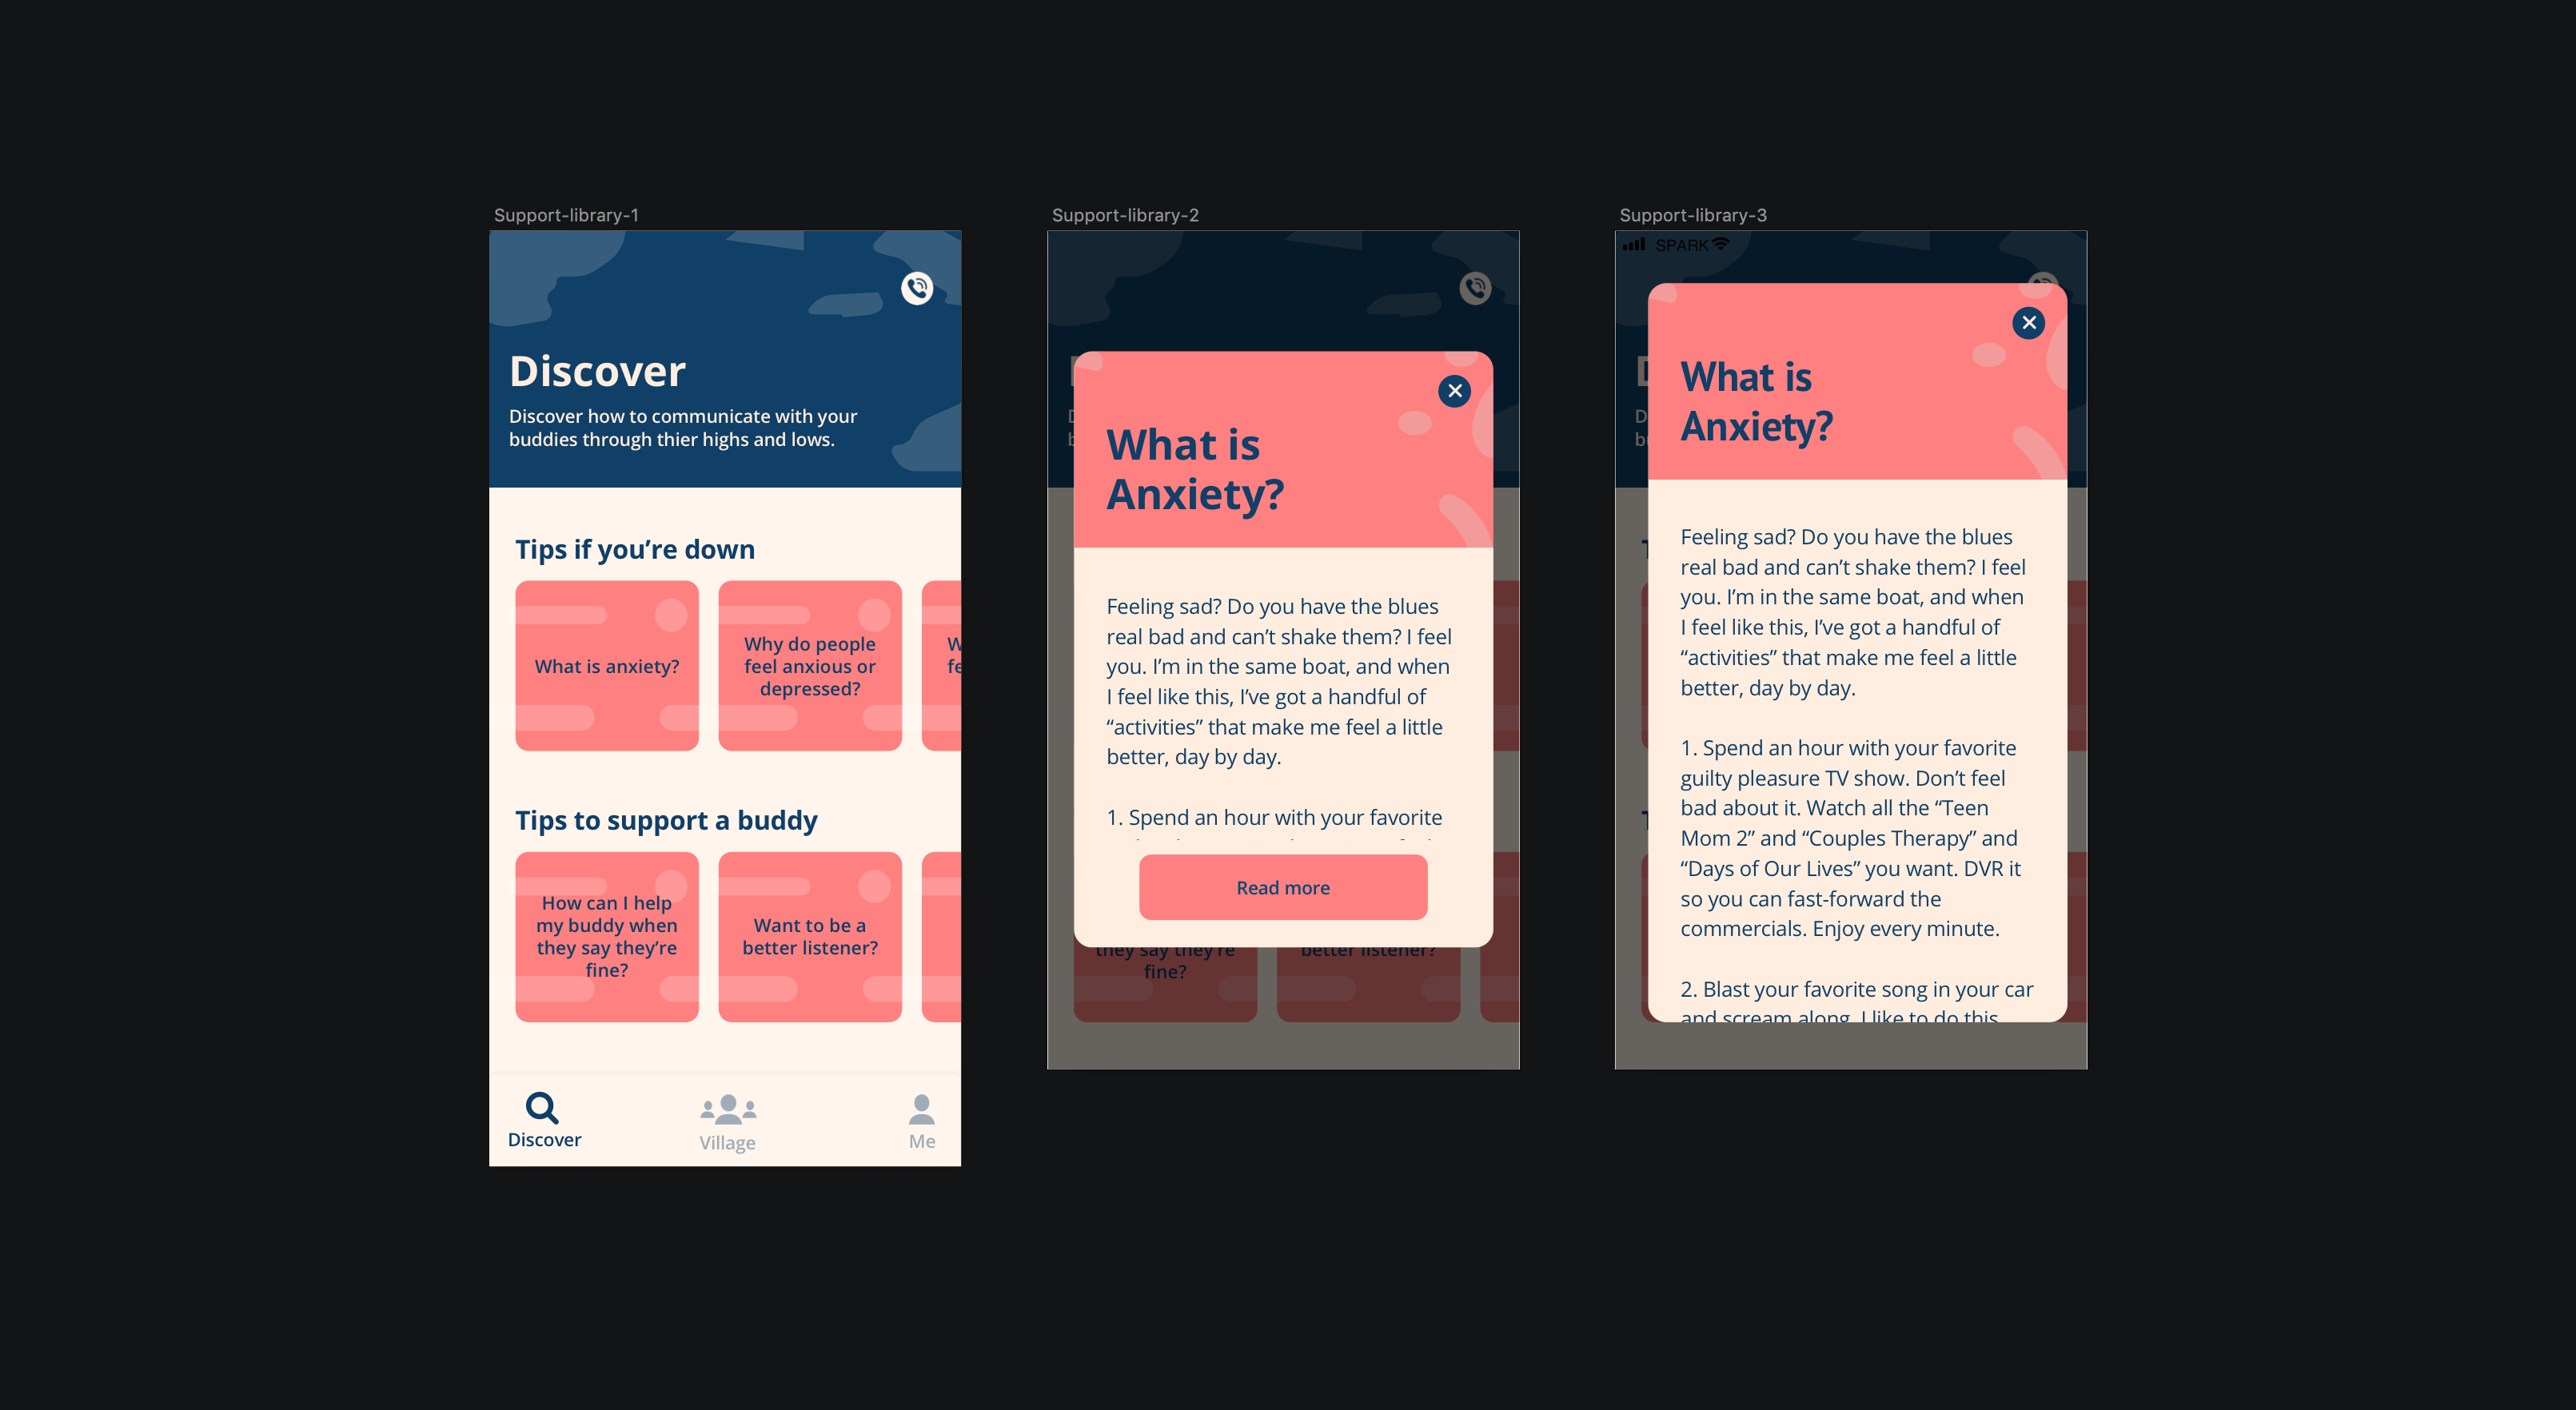 Support-library-1
Discover
Discover how to communicate with your
buddies through thier highs and lows.
Tips if you’re down
What is anxiety?
Why do people
feel anxious or
depressed?
Tips to support a buddy
How can I help
my buddy when
they say they’re
fine?
Want to be a
better listener?
Discover
Village
Me
Support-library-2
What is
Anxiety?
Feeling sad? Do you have the blues
real bad and can’t shake them? I feel
you. I’m in the same boat, and when
I feel like this, I’ve got a handful of
“activities” that make me feel a little
better, day by day.
1. Spend an hour with your favorite
Read more
they say they’re
fine?
better listener?
Support-library-3
SPARK
What is
Anxiety?
Feeling sad? Do you have the blues
real bad and can’t shake them? I feel
you. I’m in the same boat, and when
I feel like this, I’ve got a handful of
“activities” that make me feel a little
better, day by day.
1. Spend an hour with your favorite
guilty pleasure TV show. Don’t feel
bad about it. Watch all the “Teen
Mom 2” and “Couples Therapy” and
“Days of Our Lives” you want. DVR it
so you can fast-forward the
commercials. Enjoy every minute.
2. Blast your favorite song in your car
and scream along. I like to do this